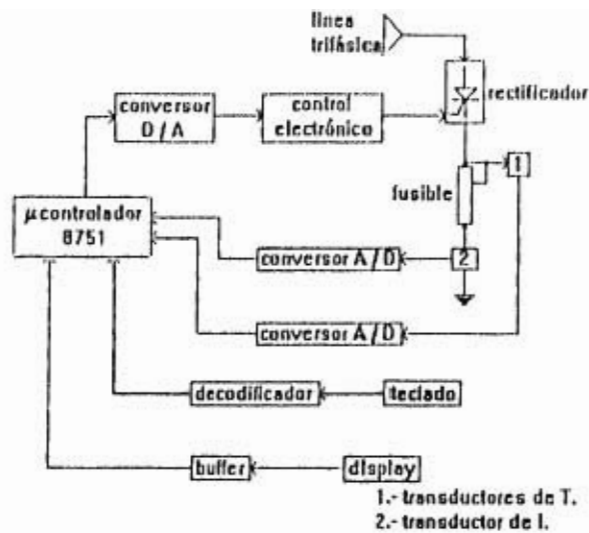 línea
trifásica
rectificador
conversor
D / A
control
electrónico
1
fusible
μcontrolador
8751
conversor A / D
2
conversor A / D
decodificador
teclado
buffer
display
1.- transductores de T.
2.- transductor de I.